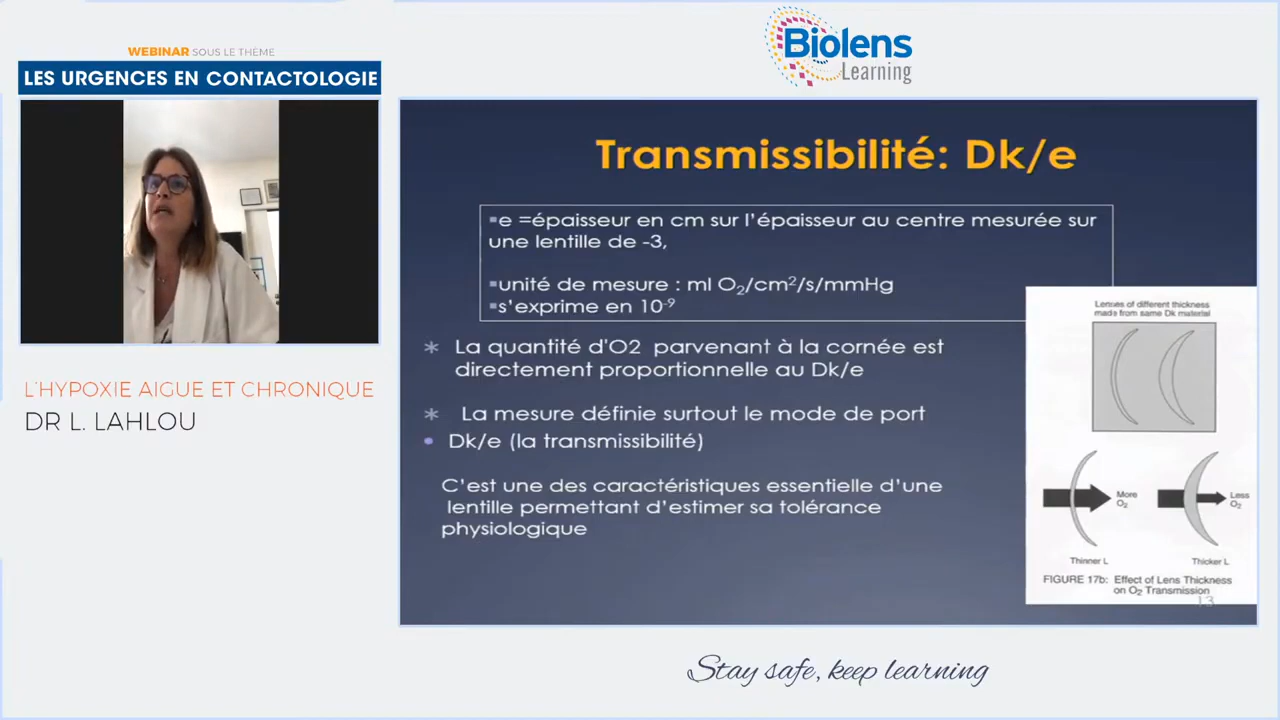 WEBINAR SOUS LE THÈME
LES URGENCES EN CONTACTOLOGIE
Biolens
Learning
L'HYPOXIE AIGUE ET CHRONIQUE
DR L. LAHLOU
Transmissibilité: Dk/e
▪e =épaisseur en cm sur l'épaisseur au centre mesurée sur
une lentille de -3,
▪unité de mesure : ml O₂/cm²/s/mmHg
▪s'exprime en 10⁻⁹
* La quantité d'O2 parvenant à la cornée est
directement proportionnelle au Dk/e
* La mesure définie surtout le mode de port
• Dk/e (la transmissibilité)
C'est une des caractéristiques essentielle d'une
lentille permettant d'estimer sa tolérance
physiologique
Lenses of different thickness
made from same Dk material
More
O₂
Less
O₂
Thinner L
Thicker L
FIGURE 17b: Effect of Lens Thickness
on O₂ Transmission
13
Stay safe, keep learning